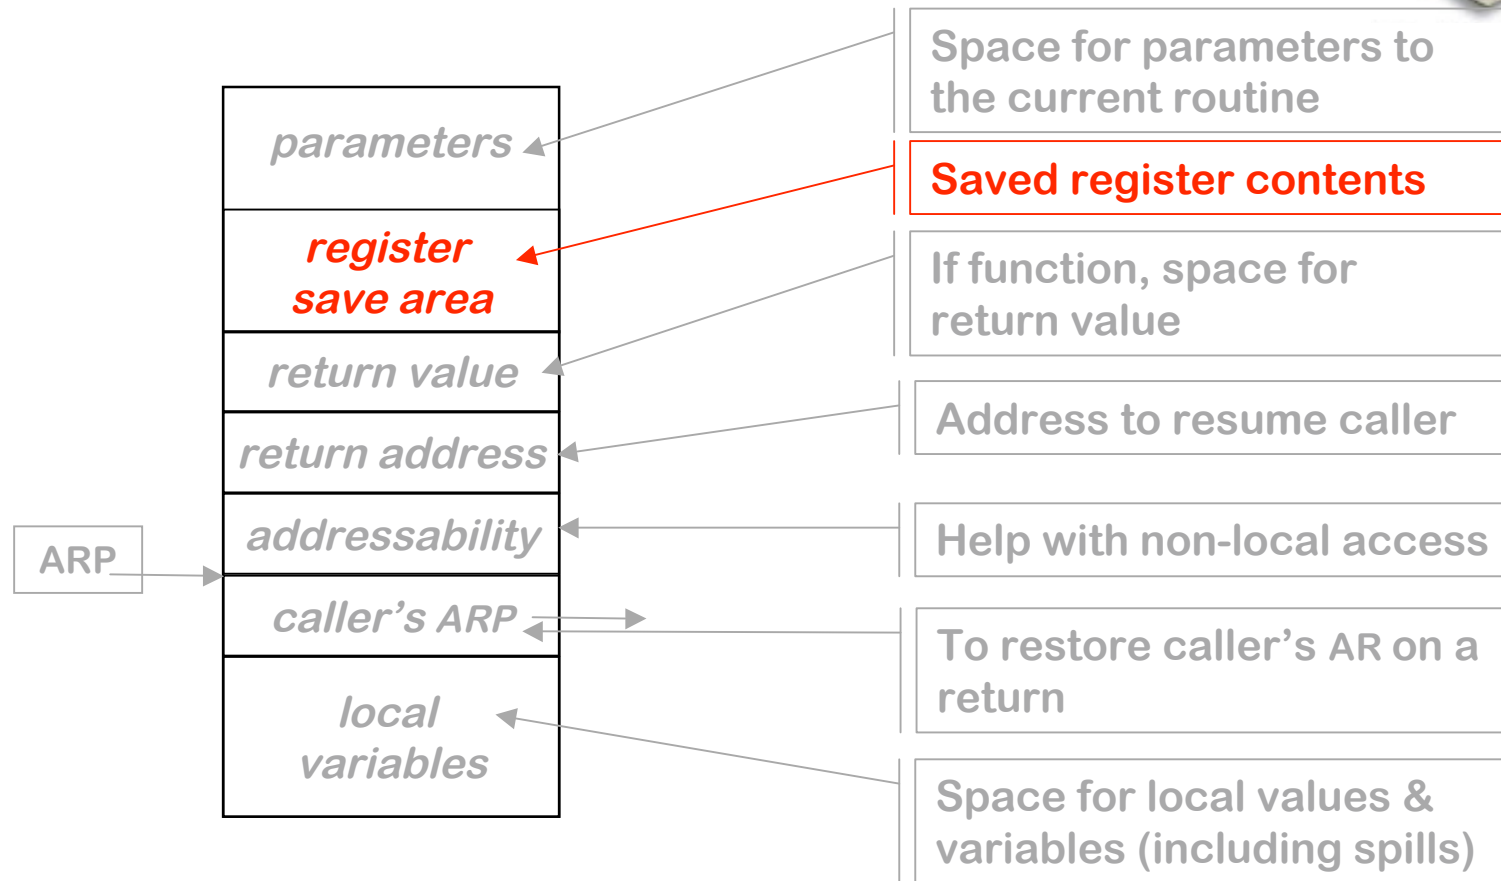 parameters
register
save area
return value
return address
addressability
ARP
caller's ARP
local
variables
Space for parameters to
the current routine
Saved register contents
If function, space for
return value
Address to resume caller
Help with non-local access
To restore caller's AR on a
return
Space for local values &
variables (including spills)